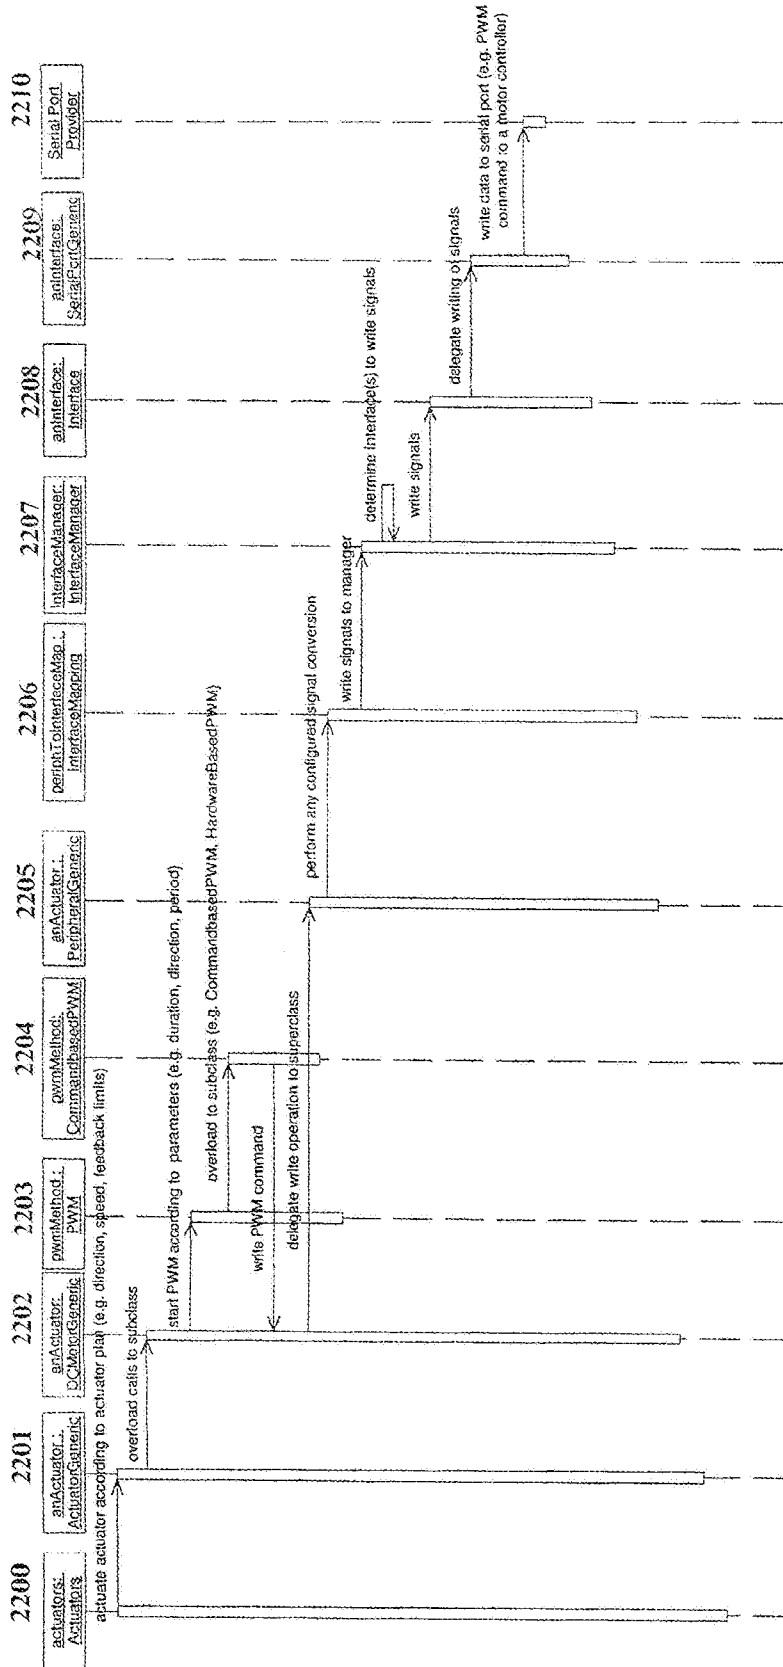 2200
actuators:
Actuators
2201
anActuator :
ActuatorGeneric
2202
anActuator:
DCMotorGeneric
2203
pwmMethod :
PWM
2204
pwmMethod:
CommandbasedPWM
2205
anActuator :
PeripheralGeneric
2206
periphToInterfaceMap :
InterfaceMapping
2207
InterfaceManager:
InterfaceManager
2208
anInterface:
Interface
2209
anInterface:
SerialPortGeneric
2210
Serial Port
Provider
actuate actuator according to actuator plan (e.g. direction, speed, feedback limits)
overload calls to subclass
start PWM according to parameters (e.g. duration, direction, period)
overload to subclass (e.g. CommandbasedPWM, HardwareBasedPWM)
write PWM command
delegate write operation to superclass
perform any configured signal conversion
write signals to manager
determine Interface(s) to write signals
write signals
delegate writing of signals
write data to serial port (e.g. PWM
command to a motor controller)